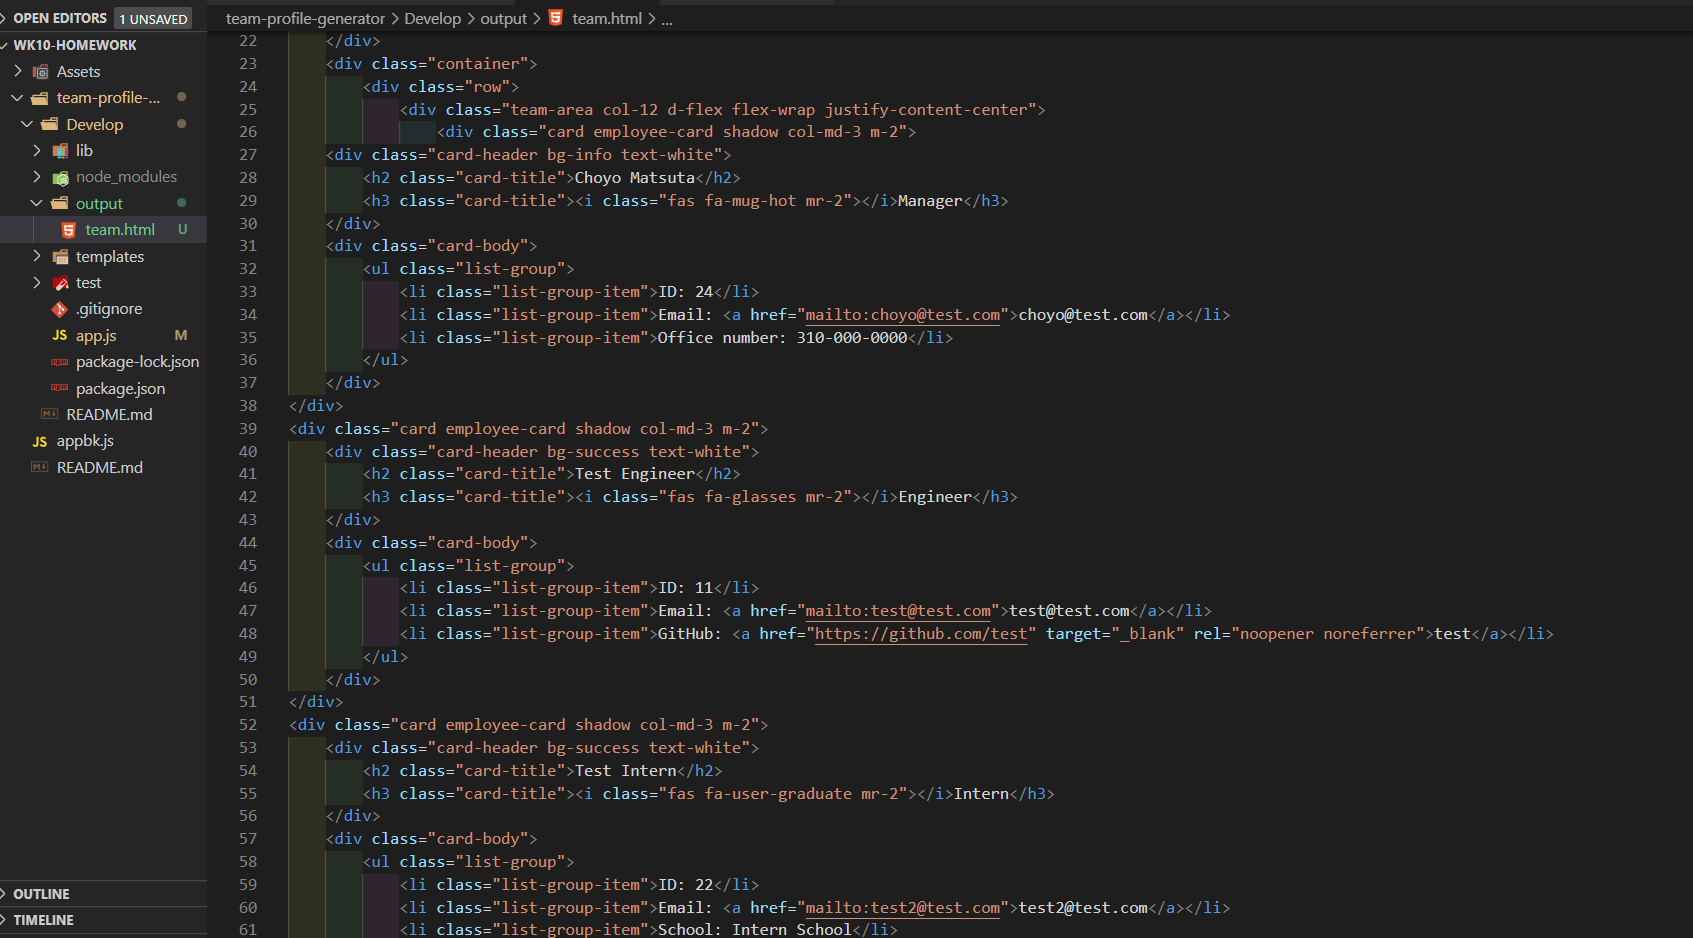 OPEN EDITORS 1 UNSAVED
WK10-HOMEWORK
Assets
team-profile-...
Develop
lib
node_modules
output
team.html U
templates
test
.gitignore
JS app.js M
package-lock.json
package.json
README.md
JS appbk.js
README.md
OUTLINE
TIMELINE
team-profile-generator > Develop > output > team.html > ...
22 </div>
23 <div class="container">
24 <div class="row">
25 <div class="team-area col-12 d-flex flex-wrap justify-content-center">
26 <div class="card employee-card shadow col-md-3 m-2">
27 <div class="card-header bg-info text-white">
28 <h2 class="card-title">Choyo Matsuta</h2>
29 <h3 class="card-title"><i class="fas fa-mug-hot mr-2"></i>Manager</h3>
30 </div>
31 <div class="card-body">
32 <ul class="list-group">
33 <li class="list-group-item">ID: 24</li>
34 <li class="list-group-item">Email: <a href="mailto:choyo@test.com">choyo@test.com</a></li>
35 <li class="list-group-item">Office number: 310-000-0000</li>
36 </ul>
37 </div>
38 </div>
39 <div class="card employee-card shadow col-md-3 m-2">
40 <div class="card-header bg-success text-white">
41 <h2 class="card-title">Test Engineer</h2>
42 <h3 class="card-title"><i class="fas fa-glasses mr-2"></i>Engineer</h3>
43 </div>
44 <div class="card-body">
45 <ul class="list-group">
46 <li class="list-group-item">ID: 11</li>
47 <li class="list-group-item">Email: <a href="mailto:test@test.com">test@test.com</a></li>
48 <li class="list-group-item">GitHub: <a href="https://github.com/test" target="_blank" rel="noopener noreferrer">test</a></li>
49 </ul>
50 </div>
51 </div>
52 <div class="card employee-card shadow col-md-3 m-2">
53 <div class="card-header bg-success text-white">
54 <h2 class="card-title">Test Intern</h2>
55 <h3 class="card-title"><i class="fas fa-user-graduate mr-2"></i>Intern</h3>
56 </div>
57 <div class="card-body">
58 <ul class="list-group">
59 <li class="list-group-item">ID: 22</li>
60 <li class="list-group-item">Email: <a href="mailto:test2@test.com">test2@test.com</a></li>
61 <li class="list-group-item">School: Intern School</li>